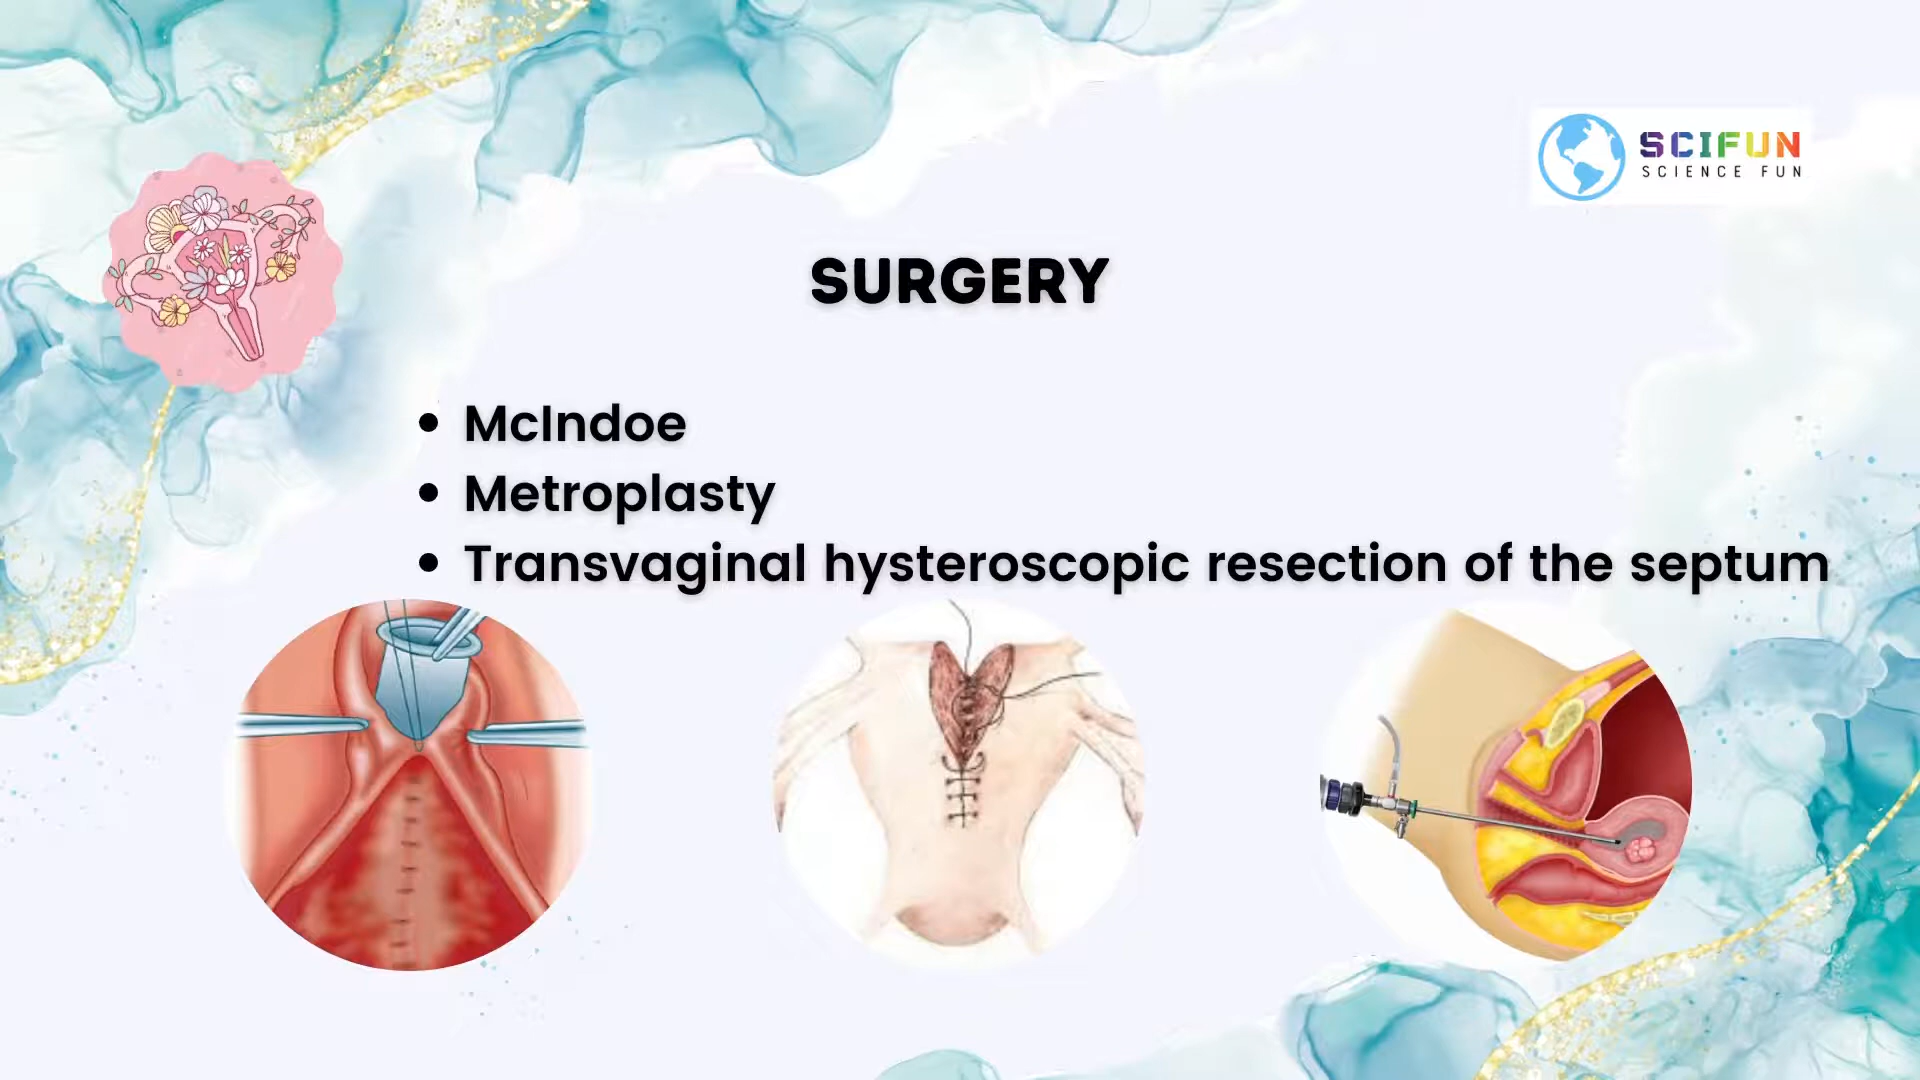 SCIFUN
SCIENCE FUN
SURGERY
• McIndoe
• Metroplasty
• Transvaginal hysteroscopic resection of the septum